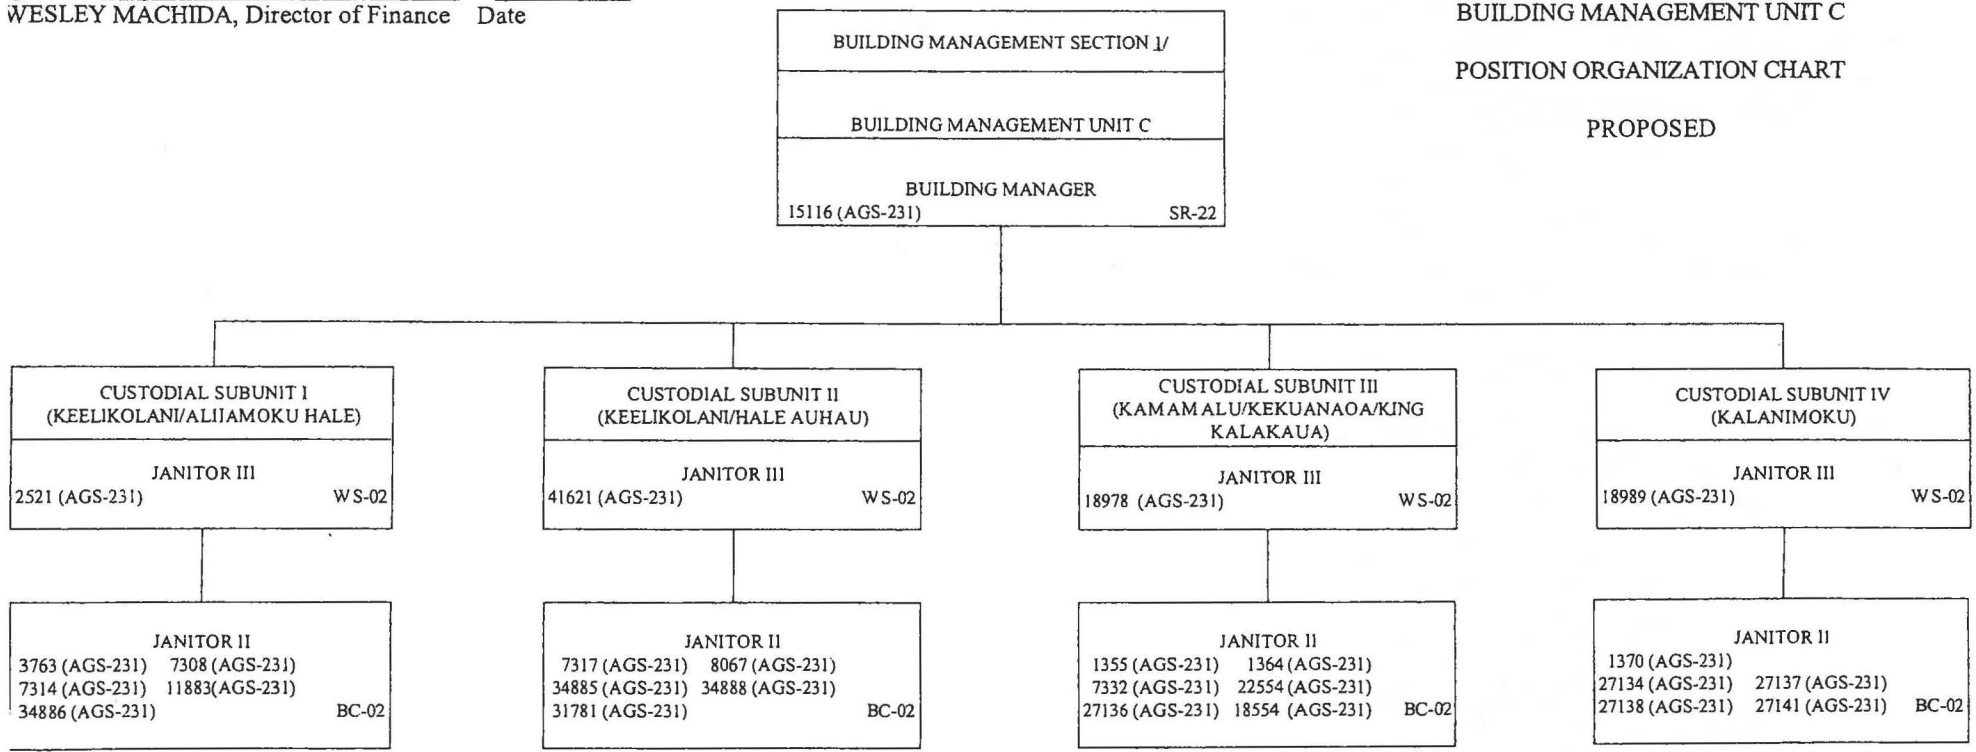 WESLEY MACHIDA, Director of Finance Date
BUILDING MANAGEMENT UNIT C
POSITION ORGANIZATION CHART
PROPOSED
BUILDING MANAGEMENT SECTION 1/
BUILDING MANAGEMENT UNIT C
BUILDING MANAGER
15116 (AGS-231) SR-22
CUSTODIAL SUBUNIT I
(KEELIKOLANI/ALIIAMOKU HALE)
JANITOR III
2521 (AGS-231) WS-02
JANITOR II
3763 (AGS-231) 7308 (AGS-231)
7314 (AGS-231) 11883(AGS-231)
34886 (AGS-231) BC-02
CUSTODIAL SUBUNIT II
(KEELIKOLANI/HALE AUHAU)
JANITOR III
41621 (AGS-231) WS-02
JANITOR II
7317 (AGS-231) 8067 (AGS-231)
34885 (AGS-231) 34888 (AGS-231)
31781 (AGS-231) BC-02
CUSTODIAL SUBUNIT III
(KAMAMALU/KEKUANAOA/KING
KALAKAUA)
JANITOR III
18978 (AGS-231) WS-02
JANITOR II
1355 (AGS-231) 1364 (AGS-231)
7332 (AGS-231) 22554 (AGS-231)
27136 (AGS-231) 18554 (AGS-231) BC-02
CUSTODIAL SUBUNIT IV
(KALANIMOKU)
JANITOR III
18989 (AGS-231) WS-02
JANITOR II
1370 (AGS-231)
27134 (AGS-231) 27137 (AGS-231)
27138 (AGS-231) 27141 (AGS-231) BC-02